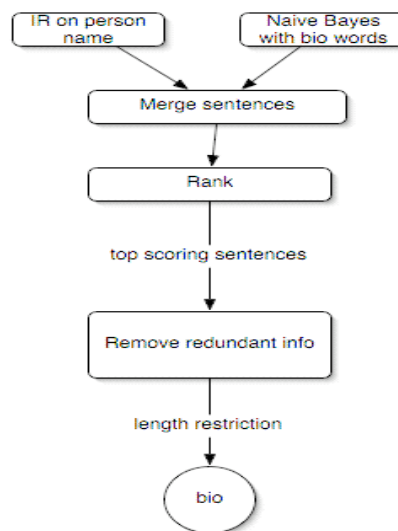 IR on person
name
Naive Bayes
with bio words
Merge sentences
Rank
top scoring sentences
Remove redundant info
length restriction
bio